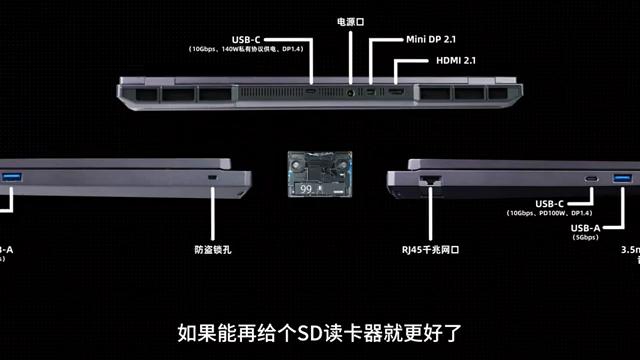 电源口
USB-C
(10Gbps、140W私有协议供电、DP1.4)
Mini DP 2.1
HDMI 2.1
99
USB-C
(10Gbps、PD100W、DP1.4)
-A
防盗锁孔
RJ45千兆网口
USB-A
(5Gbps)
3.5m
如果能再给个SD读卡器就更好了